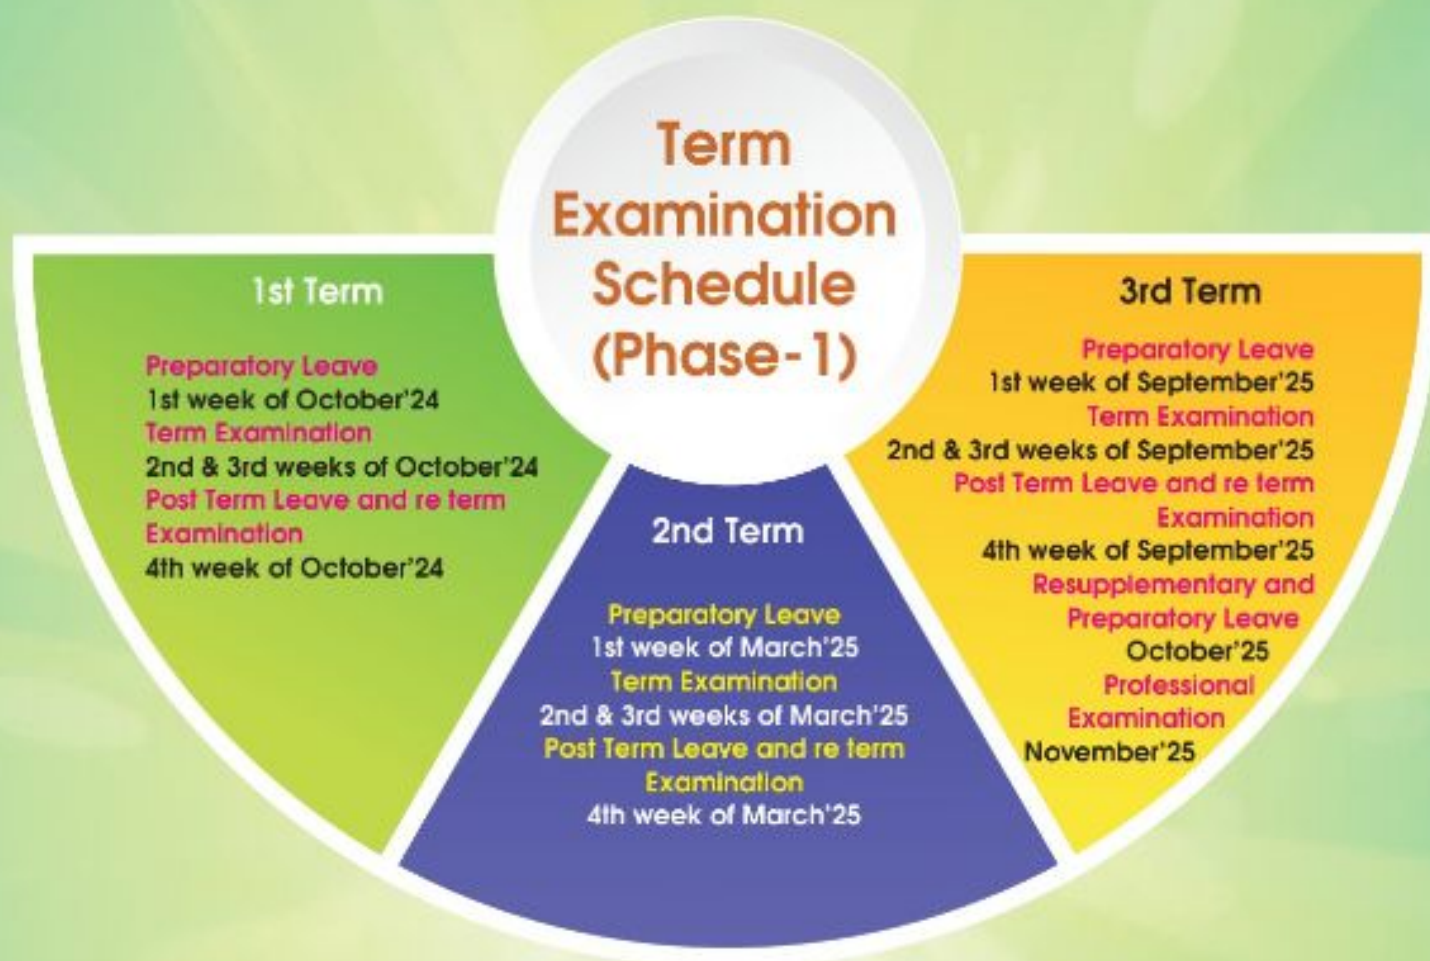 Term
Examination
Schedule
(Phase-1)
1st Term
Preparatory Leave
1st week of October'24
Term Examination
2nd & 3rd weeks of October'24
Post Term Leave and re term
Examination
4th week of October'24
2nd Term
Preparatory Leave
1st week of March'25
Term Examination
2nd & 3rd weeks of March'25
Post Term Leave and re term
Examination
4th week of March'25
3rd Term
Preparatory Leave
1st week of September'25
Term Examination
2nd & 3rd weeks of September'25
Post Term Leave and re term
Examination
4th week of September'25
Resupplementary and
Preparatory Leave
October'25
Professional
Examination
November'25